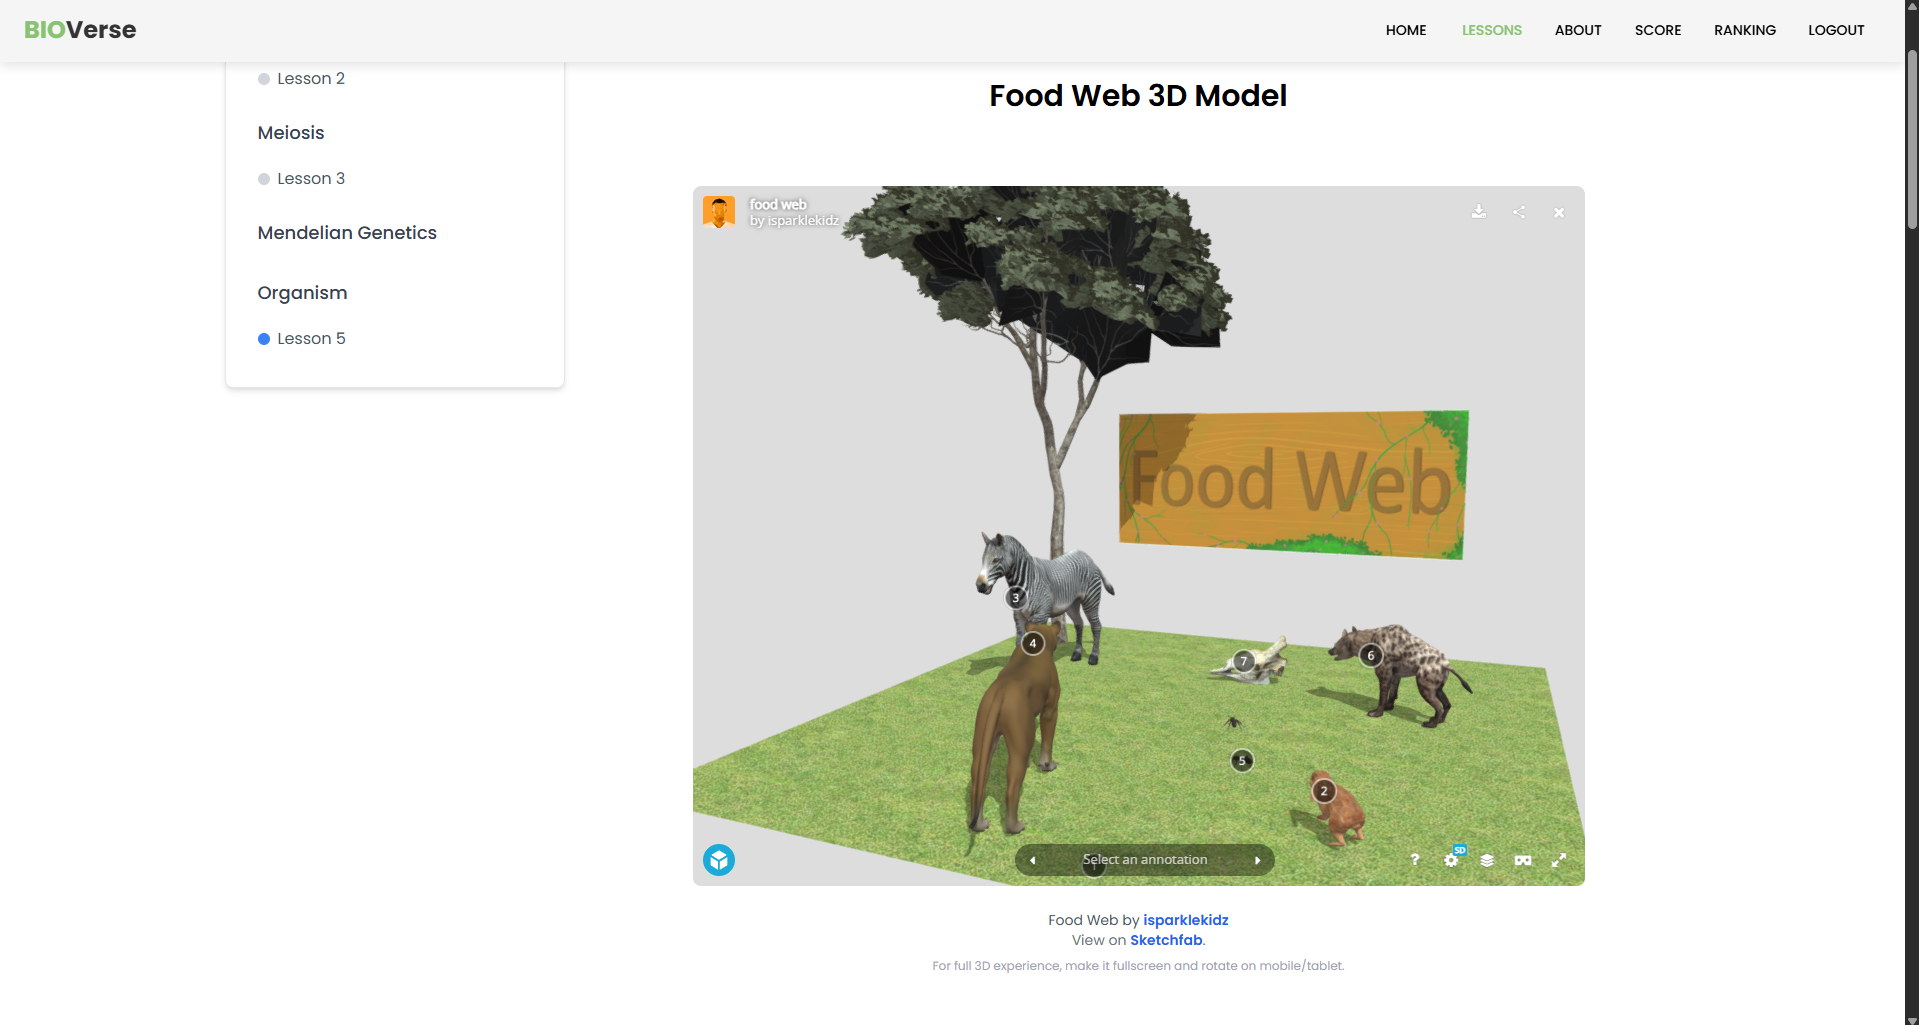 BIOVerse
HOME LESSONS ABOUT SCORE RANKING LOGOUT
Lesson 2
Meiosis
Lesson 3
Mendelian Genetics
Organism
Lesson 5
Food Web 3D Model
food web
by isparklekidz
Food Web
3
4
7
6
5
2
1
Select an annotation
?
SD
Food Web by isparklekidz
View on Sketchfab.
For full 3D experience, make it fullscreen and rotate on mobile/tablet.